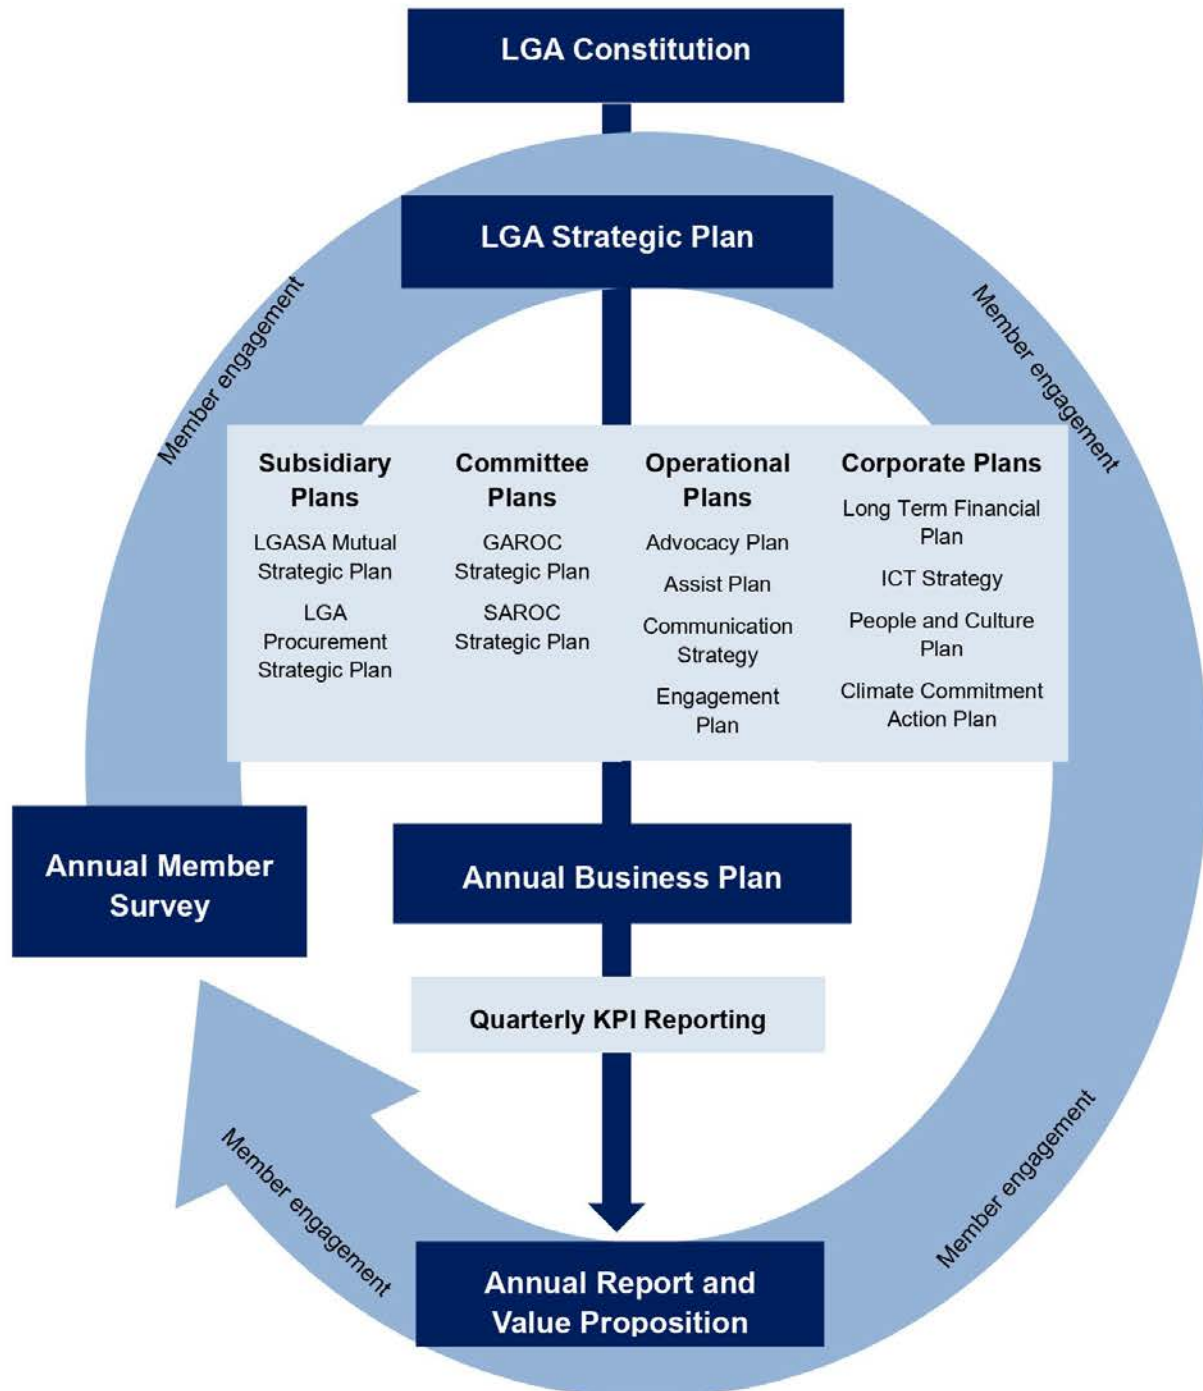 LGA Constitution
LGA Strategic Plan
Member engagement
Member engagement
Subsidiary
Plans
LGASA Mutual
Strategic Plan
LGA
Procurement
Strategic Plan
Committee
Plans
GAROC
Strategic Plan
SAROC
Strategic Plan
Operational
Plans
Advocacy Plan
Assist Plan
Communication
Strategy
Engagement
Plan
Corporate Plans
Long Term Financial
Plan
ICT Strategy
People and Culture
Plan
Climate Commitment
Action Plan
Annual Member
Survey
Annual Business Plan
Quarterly KPI Reporting
Member engagement
Member engagement
Annual Report and
Value Proposition